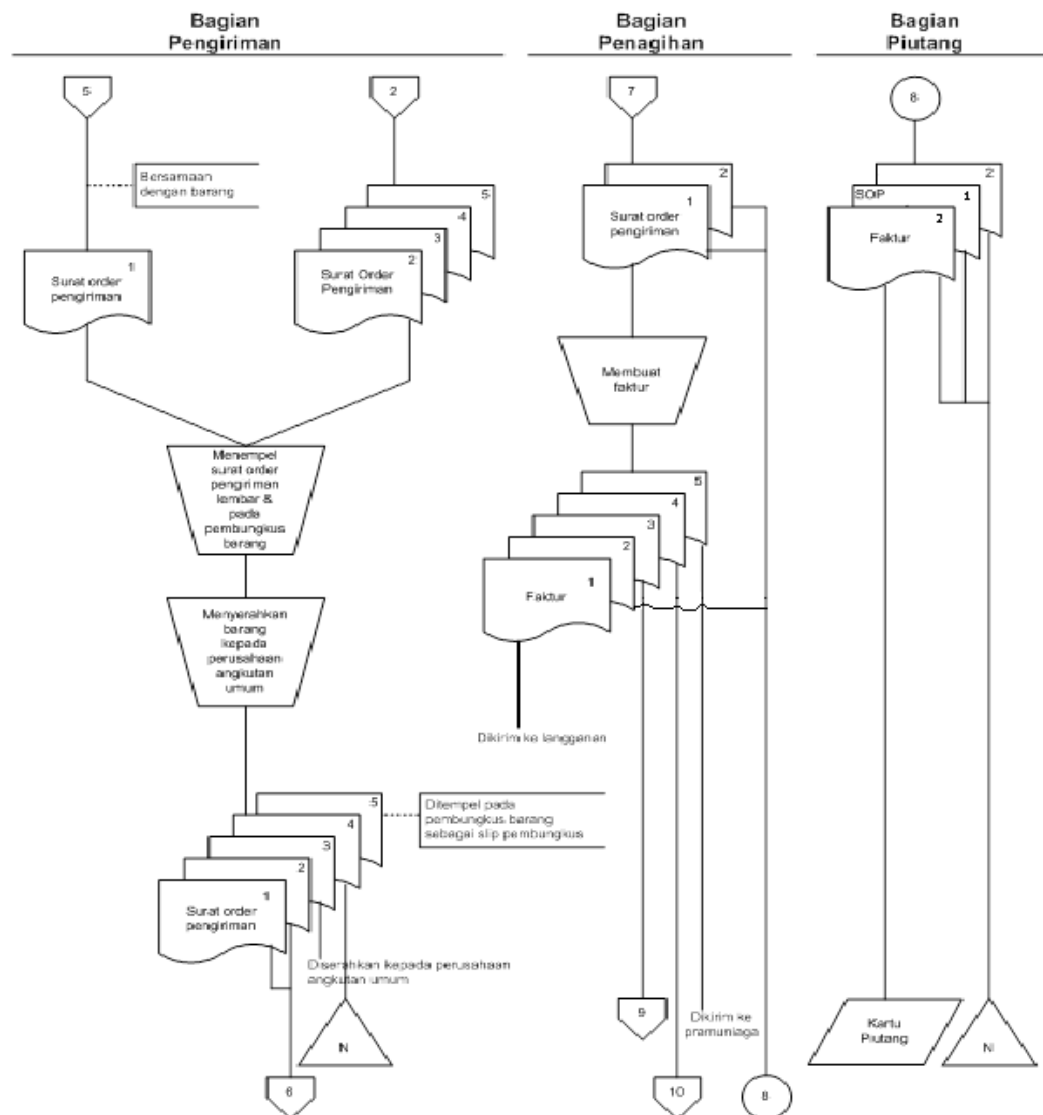 Bagian
Pengiriman
Bagian
Penagihan
Bagian
Piutang
5
2
7
8
Bersamaan
dengan barang
1
Surat order
pengiriman
5
4
3
2
Surat Order
Pengiriman
2
1
Surat order
pengiriman
2
SOP
1
2
Faktur
Membuat
faktur
Menempel
surat order
pengiriman
lembar &
pada
pembungkus
barang
5
4
3
2
1
Faktur
Menyerahkan
barang
kepada
perusahaan
angkutan
umum
Dikirim ke langganan
5
4
3
2
1
Surat order
pengiriman
Ditempel pada
pembungkus barang
sebagai slip pembungkus
Diserahkan kepada perusahaan
angkutan umum
N
6
9
Dikirim ke
pramuniaga
10
8
Kartu
Piutang
N